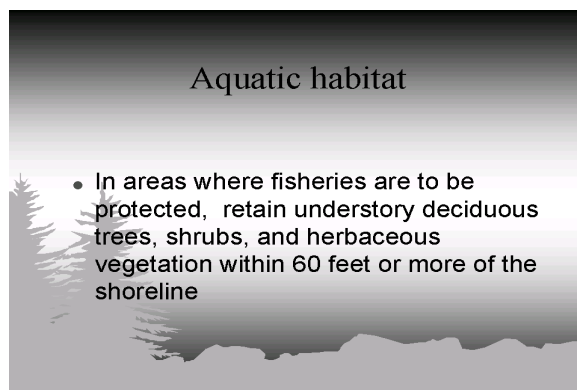 Aquatic habitat
● In areas where fisheries are to be
protected, retain understory deciduous
trees, shrubs, and herbaceous
vegetation within 60 feet or more of the
shoreline